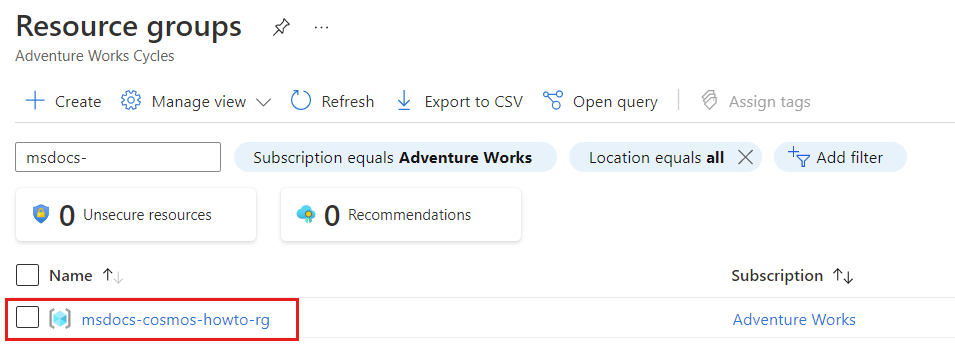 Resource groups
Adventure Works Cycles
Create Manage view Refresh Export to CSV Open query Assign tags
msdocs- Subscription equals Adventure Works Location equals all Add filter
0 Unsecure resources 0 Recommendations
Name Subscription
msdocs-cosmos-howto-rg Adventure Works